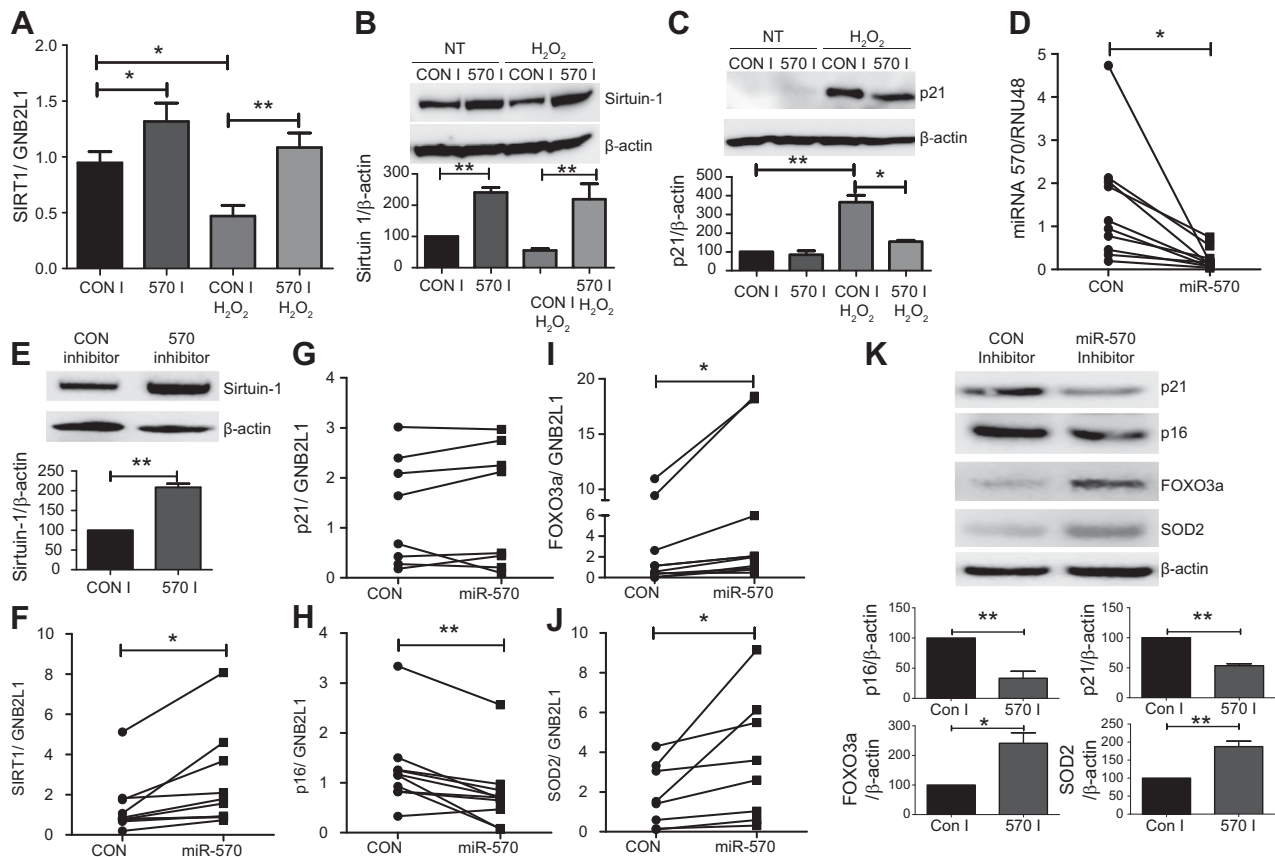 A
2.0
1.5
1.0
0.5
0.0
SIRT1/ GNB2L1
*
*
**
CON I
570 I
CON I
H₂O₂
570 I
H₂O₂
B
NT
H₂O₂
CON I 570 I CON I 570 I
Sirtuin-1
β-actin
300
200
100
0
Sirtuin 1/β-actin
**
**
CON I
570 I
CON I
H₂O₂
570 I
H₂O₂
C
NT
H₂O₂
CON I 570 I CON I 570 I
p21
β-actin
500
400
300
200
100
0
p21/β-actin
**
*
CON I
570 I
CON I
H₂O₂
570 I
H₂O₂
D
5
4
3
2
1
0
miRNA 570/RNU48
*
CON
miR-570
E
CON
inhibitor
570
inhibitor
Sirtuin-1
β-actin
250
200
150
100
50
0
Sirtuin-1/β-actin
**
CON I
570 I
F
10
8
6
4
2
0
SIRT1/ GNB2L1
*
CON
miR-570
G
4
3
2
1
0
p21/ GNB2L1
CON
miR-570
H
4
3
2
1
0
p16/ GNB2L1
**
CON
miR-570
I
20
15
10
6
4
2
0
FOXO3a/ GNB2L1
*
CON
miR-570
J
10
8
6
4
2
0
SOD2/ GNB2L1
*
CON
miR-570
K
CON
Inhibitor
miR-570
Inhibitor
p21
p16
FOXO3a
SOD2
β-actin
150
100
50
0
p16/β-actin
**
Con I
570 I
150
100
50
0
p21/β-actin
**
Con I
570 I
300
200
100
0
FOXO3a
/β-actin
*
Con I
570 I
250
200
150
100
50
0
SOD2
/β-actin
**
Con I
570 I